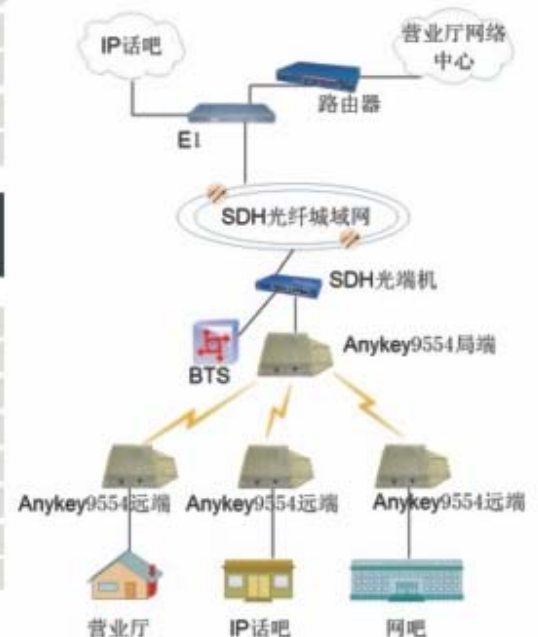 IP话吧
营业厅网络
中心
路由器
E1
SDH光纤城域网
SDH光端机
Anykey9554局端
BTS
Anykey9554远端
Anykey9554远端
Anykey9554远端
营业厅
IP话吧
网吧